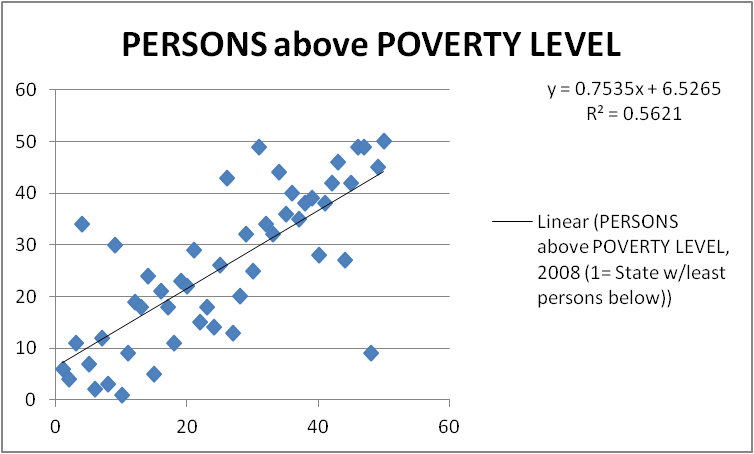 PERSONS above POVERTY LEVEL
y = 0.7535x + 6.5265
R² = 0.5621
60
50
40
30
20
10
0
0 20 40 60
Linear (PERSONS
above POVERTY LEVEL,
2008 (1= State w/least
persons below))